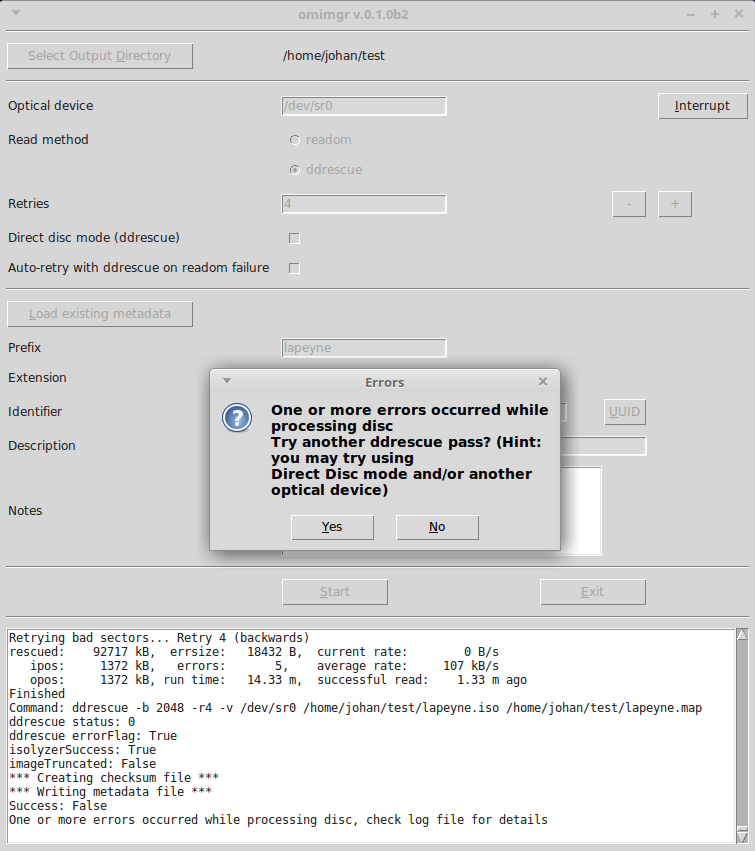 omimgr v.0.1.0b2
Select Output Directory
/home/johan/test
Optical device
/dev/sr0
Interrupt
Read method
readom
ddrescue
Retries
4
-
+
Direct disc mode (ddrescue)
Auto-retry with ddrescue on readom failure
Load existing metadata
Prefix
lapeyne
Extension
Identifier
UUID
Description
Notes
Errors
One or more errors occurred while
processing disc
Try another ddrescue pass? (Hint:
you may try using
Direct Disc mode and/or another
optical device)
Yes
No
Start
Exit
Retrying bad sectors... Retry 4 (backwards)
rescued:    92717 kB,  errsize:   18432 B,  current rate:        0 B/s
   ipos:     1372 kB,   errors:       5,    average rate:     107 kB/s
   opos:     1372 kB, run time:   14.33 m,  successful read:    1.33 m ago
Finished
Command: ddrescue -b 2048 -r4 -v /dev/sr0 /home/johan/test/lapeyne.iso /home/johan/test/lapeyne.map
ddrescue status: 0
ddrescue errorFlag: True
isolyzerSuccess: True
imageTruncated: False
*** Creating checksum file ***
*** Writing metadata file ***
Success: False
One or more errors occurred while processing disc, check log file for details